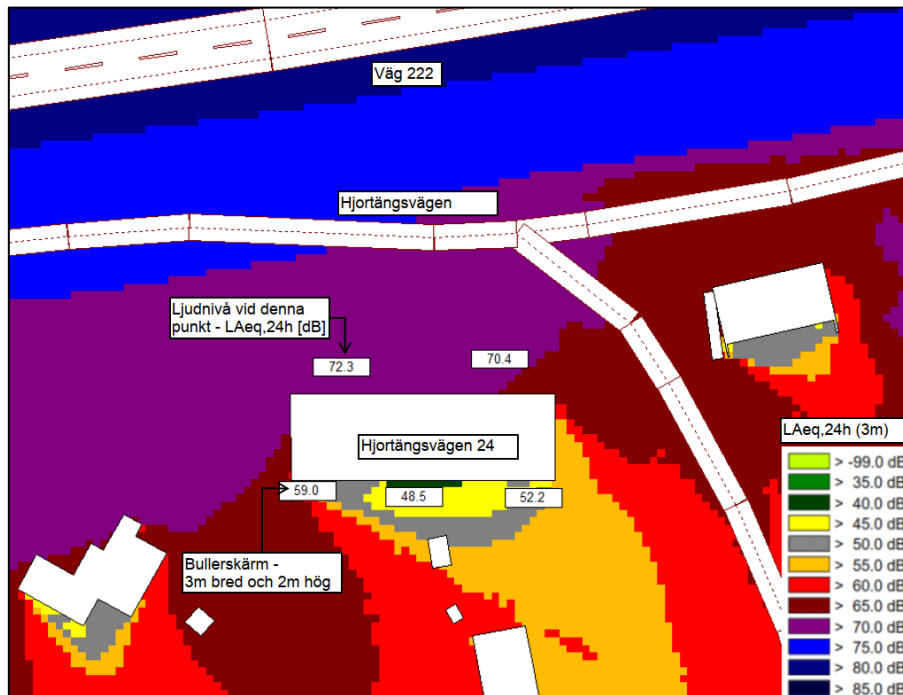 Väg 222
Hjortängsvägen
Ljudnivå vid denna
punkt - LAeq,24h [dB]
72.3
70.4
Hjortängsvägen 24
59.0
48.5
52.2
Bullerskärm -
3m bred och 2m hög
LAeq,24h (3m)
> -99.0 dB
> 35.0 dB
> 40.0 dB
> 45.0 dB
> 50.0 dB
> 55.0 dB
> 60.0 dB
> 65.0 dB
> 70.0 dB
> 75.0 dB
> 80.0 dB
> 85.0 dB